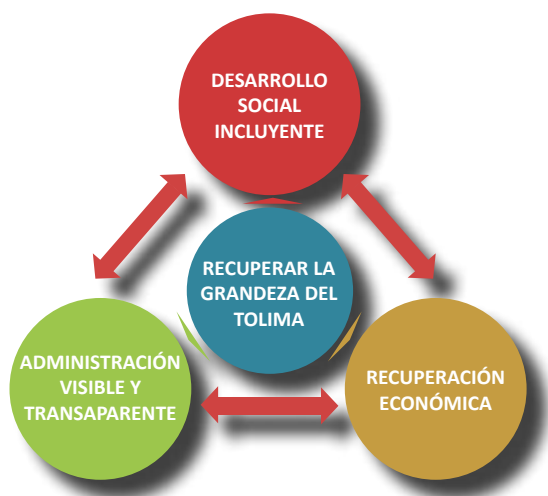 DESARROLLO
SOCIAL
INCLUYENTE
RECUPERAR LA
GRANDEZA DEL
TOLIMA
ADMINISTRACIÓN
VISIBLE Y
TRANSAPARENTE
RECUPERACIÓN
ECONÓMICA